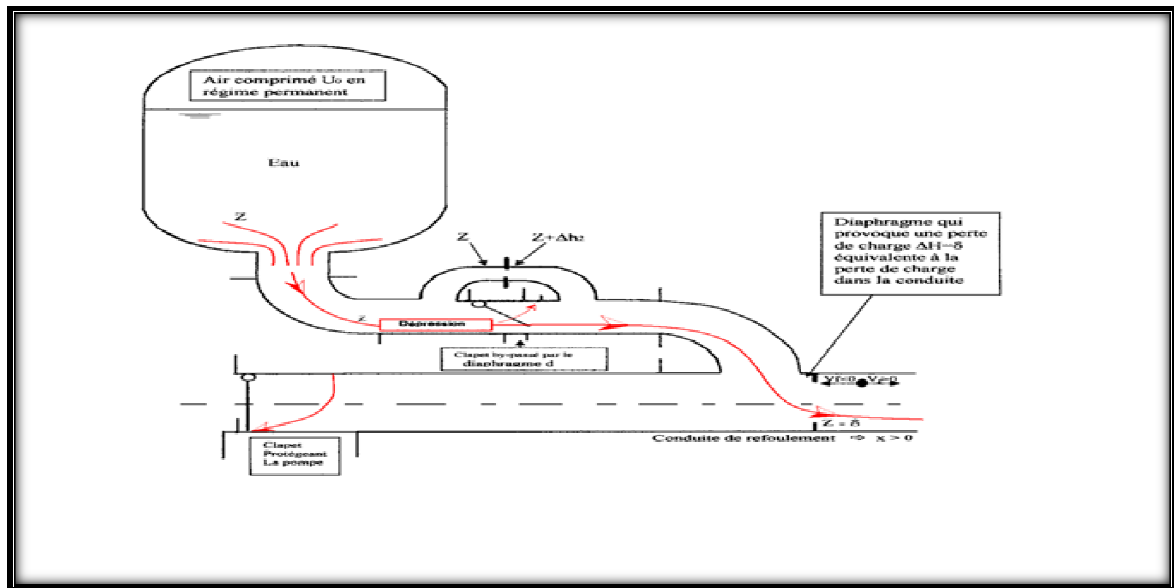 Air comprimé U₀ en
régime permanent
Eau
Z
Z
Z+Δh₂
Diaphragme qui
provoque une perte
de charge ΔH=δ
équivalente à la
perte de charge
dans la conduite
z
Dépression
Clapet by-passé par le
diaphragme d
Z = δ
Conduite de refoulement ⇒ x > 0
Clapet
Protégeant
La pompe